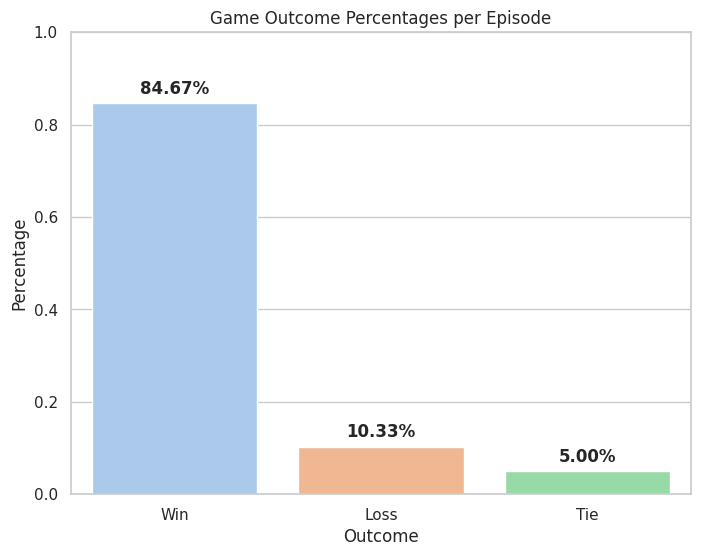 Game Outcome Percentages per Episode
1.0
84.67%
0.8
Percentage
0.6
0.4
0.2
10.33%
5.00%
0.0
Win Loss Tie
Outcome